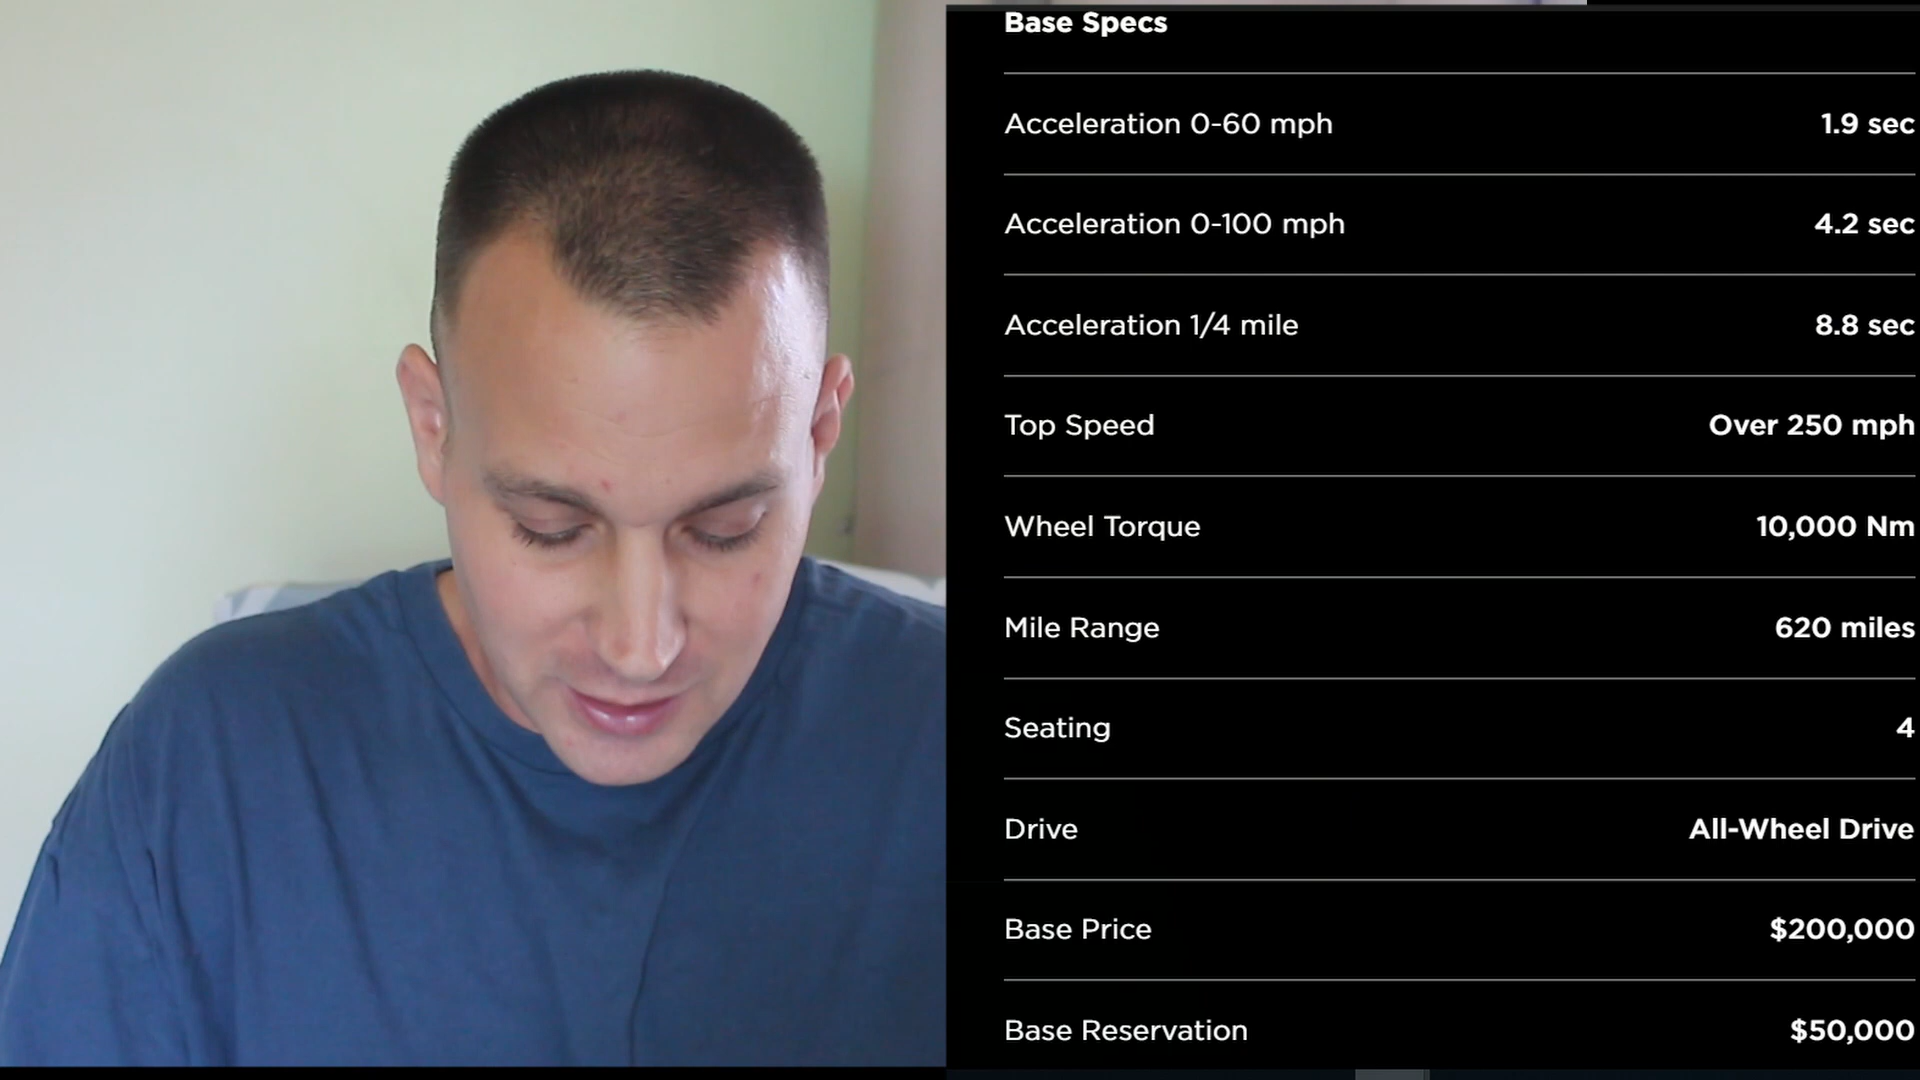 Base Specs
Acceleration 0-60 mph 1.9 sec
Acceleration 0-100 mph 4.2 sec
Acceleration 1/4 mile 8.8 sec
Top Speed Over 250 mph
Wheel Torque 10,000 Nm
Mile Range 620 miles
Seating 4
Drive All-Wheel Drive
Base Price $200,000
Base Reservation $50,000